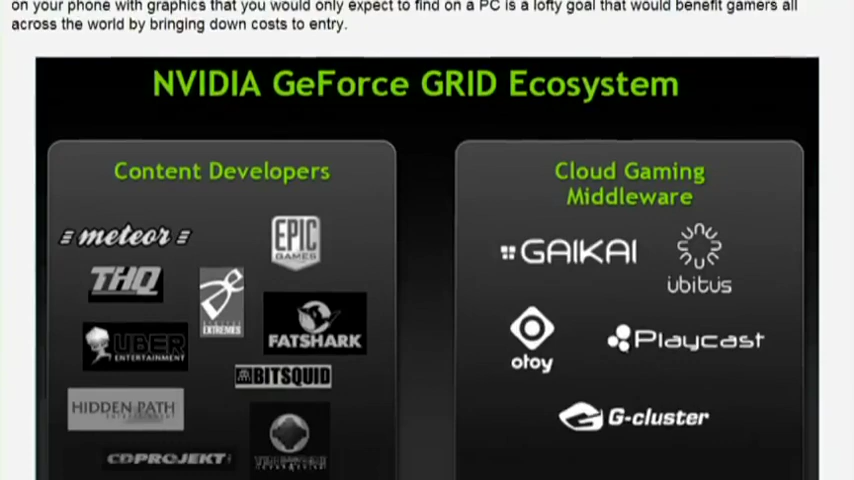 on your phone with graphics that you would only expect to find on a PC is a lofty goal that would benefit gamers all
across the world by bringing down costs to entry.
NVIDIA GeForce GRID Ecosystem
Content Developers
meteor
EPIC
GAMES
THQ
EXTREMES
UBER
ENTERTAINMENT
FATSHARK
BITSQUID
HIDDEN PATH
CDPROJEKT
Cloud Gaming
Middleware
GAIKAI
ubitus
otoy
Playcast
G-cluster